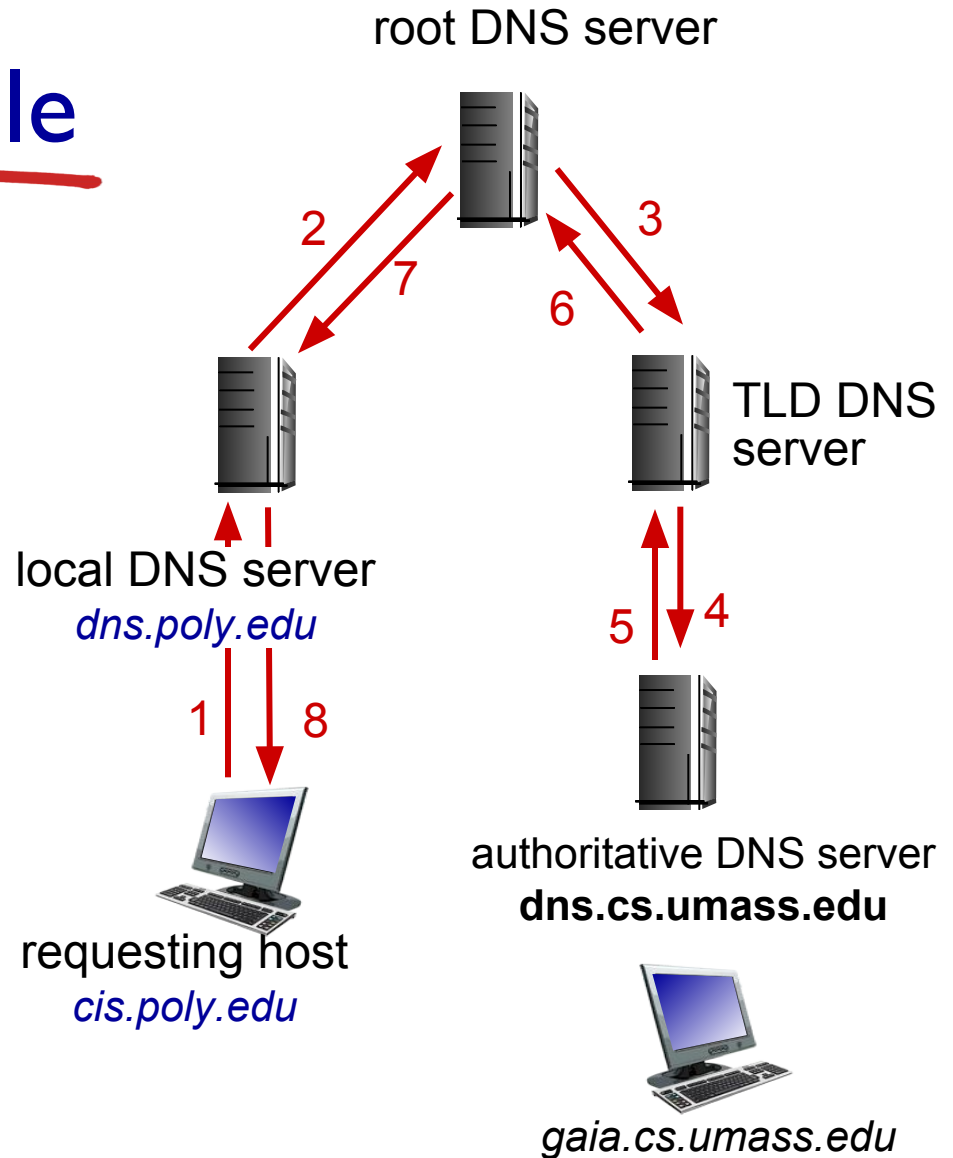 root DNS server
le
2
3
7
6
TLD DNS
server
local DNS server
dns.poly.edu
5
4
1
8
authoritative DNS server
dns.cs.umass.edu
requesting host
cis.poly.edu
gaia.cs.umass.edu